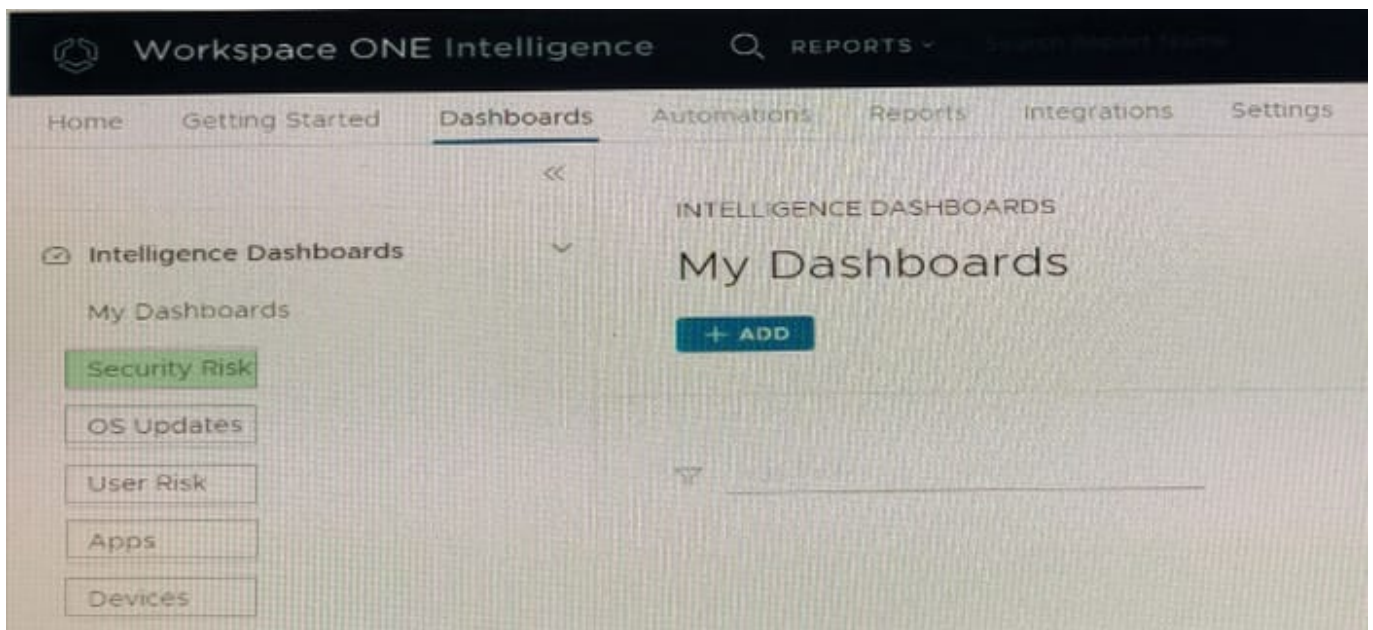 Workspace ONE Intelligence REPORTS
Home Getting Started Dashboards Automations Reports Integrations Settings
Intelligence Dashboards
My Dashboards
Security Risk
OS Updates
User Risk
Apps
Devices
INTELLIGENCE DASHBOARDS
My Dashboards
+ ADD